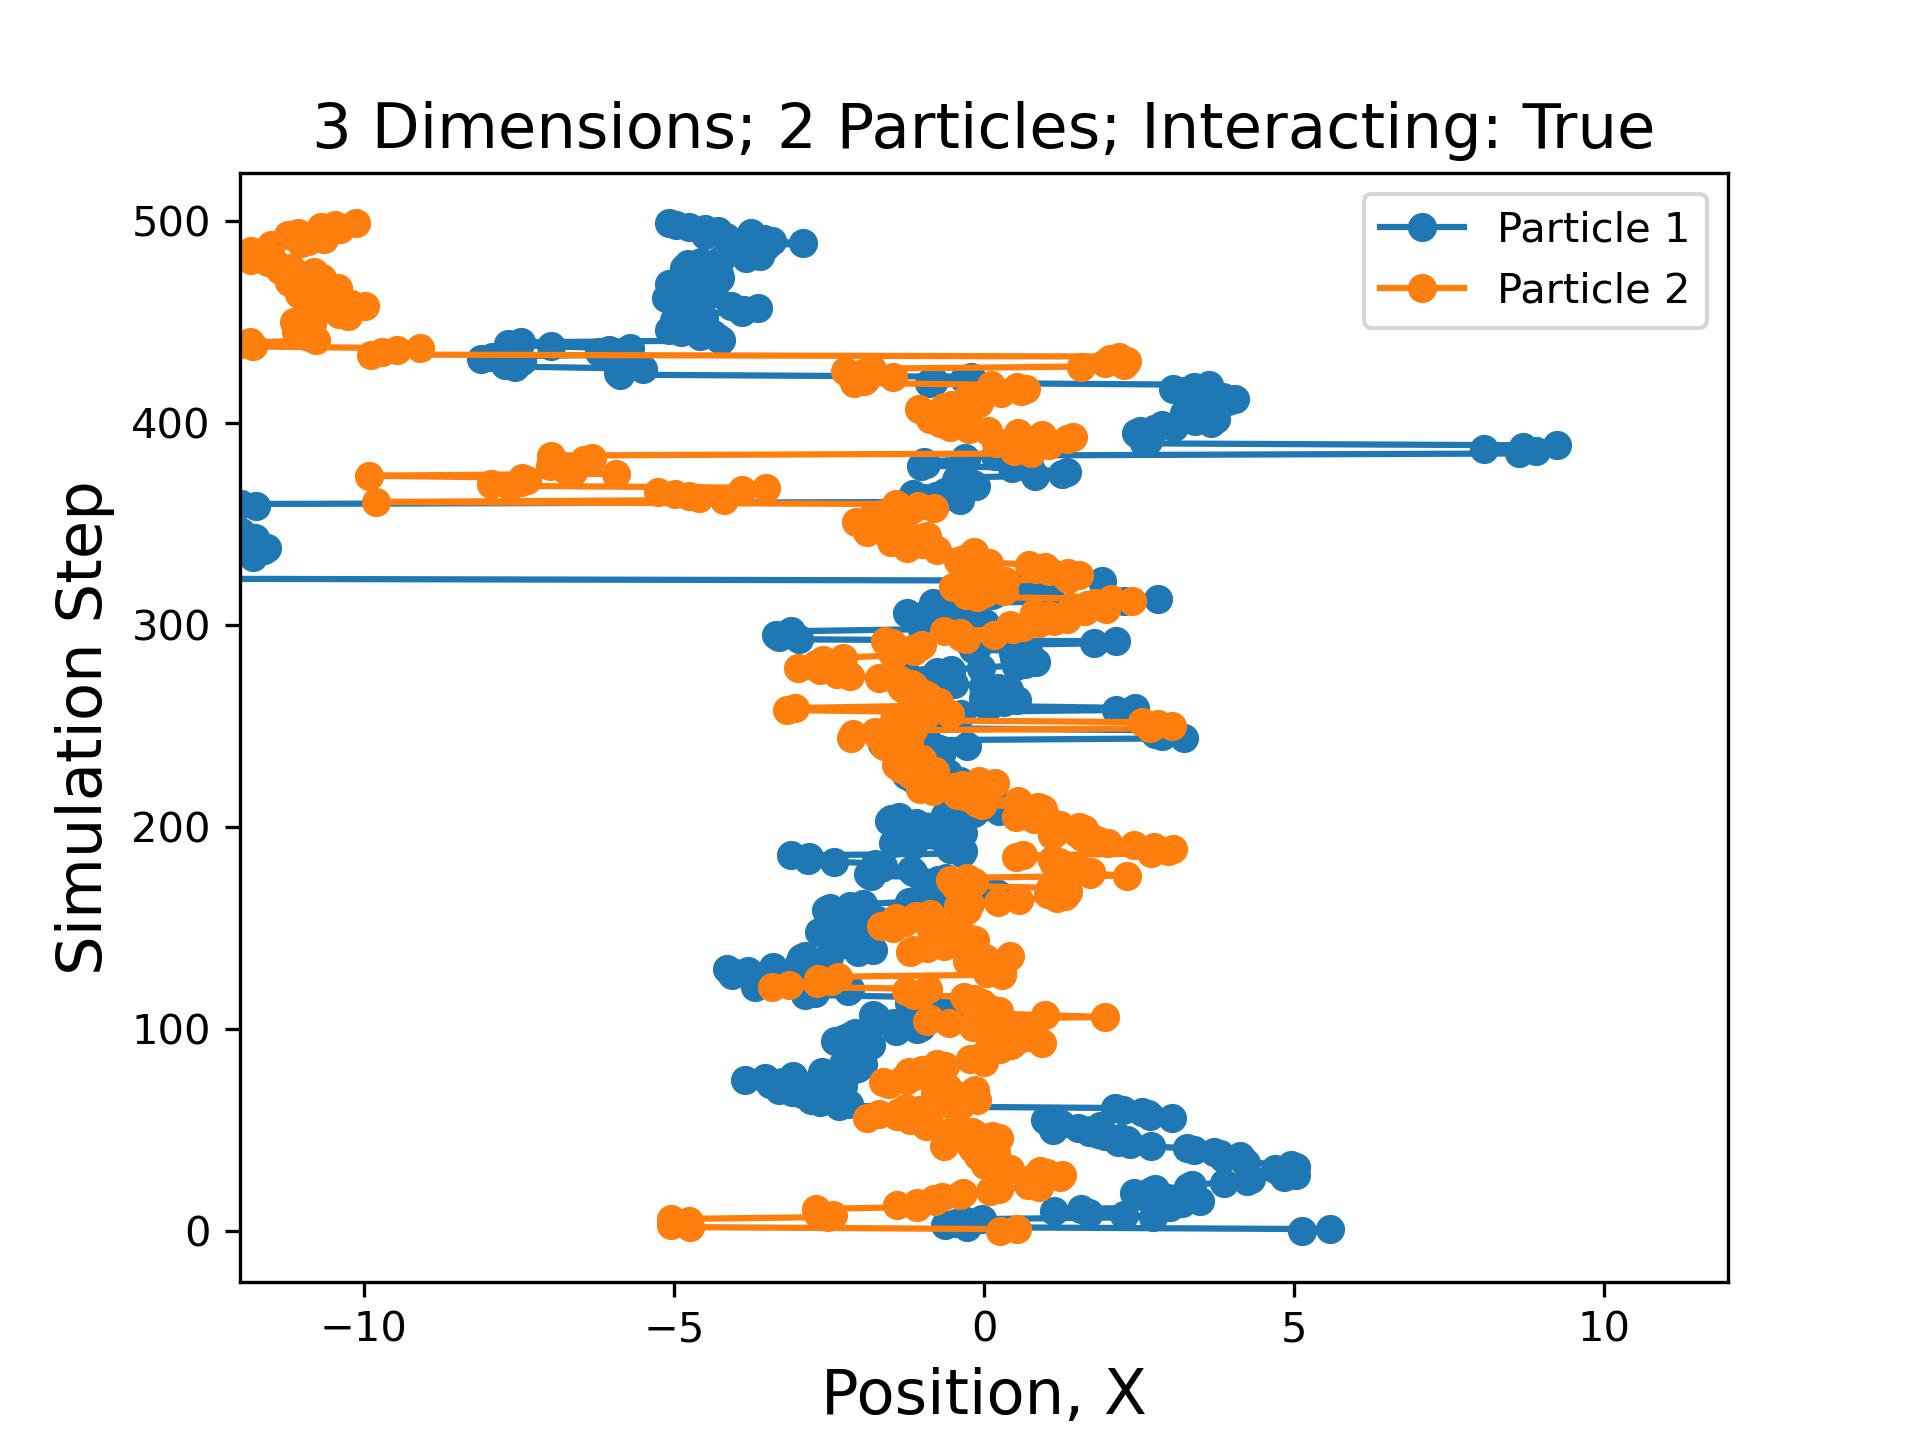 3 Dimensions; 2 Particles; Interacting: True
Particle 1
Particle 2
500
400
300
200
100
0
Simulation Step
−10
−5
0
5
10
Position, X